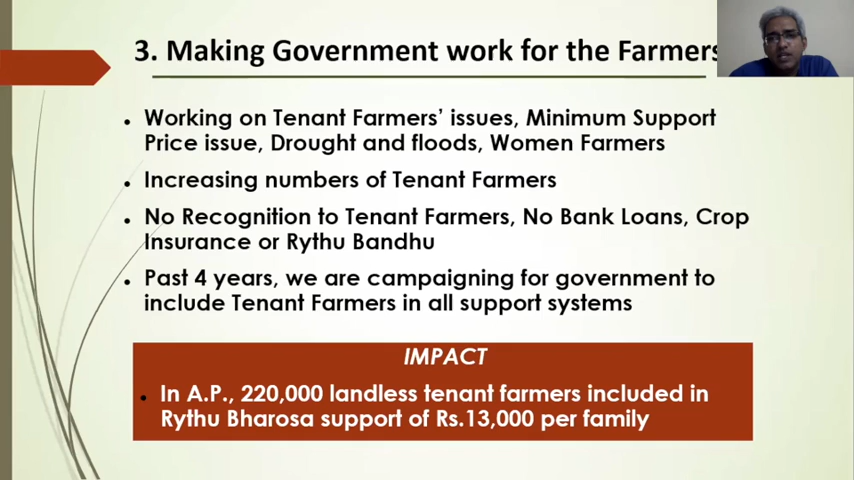 3. Making Government work for the Farmers
• Working on Tenant Farmers’ issues, Minimum Support
Price issue, Drought and floods, Women Farmers
• Increasing numbers of Tenant Farmers
• No Recognition to Tenant Farmers, No Bank Loans, Crop
Insurance or Rythu Bandhu
• Past 4 years, we are campaigning for government to
include Tenant Farmers in all support systems
IMPACT
• In A.P., 220,000 landless tenant farmers included in
Rythu Bharosa support of Rs.13,000 per family